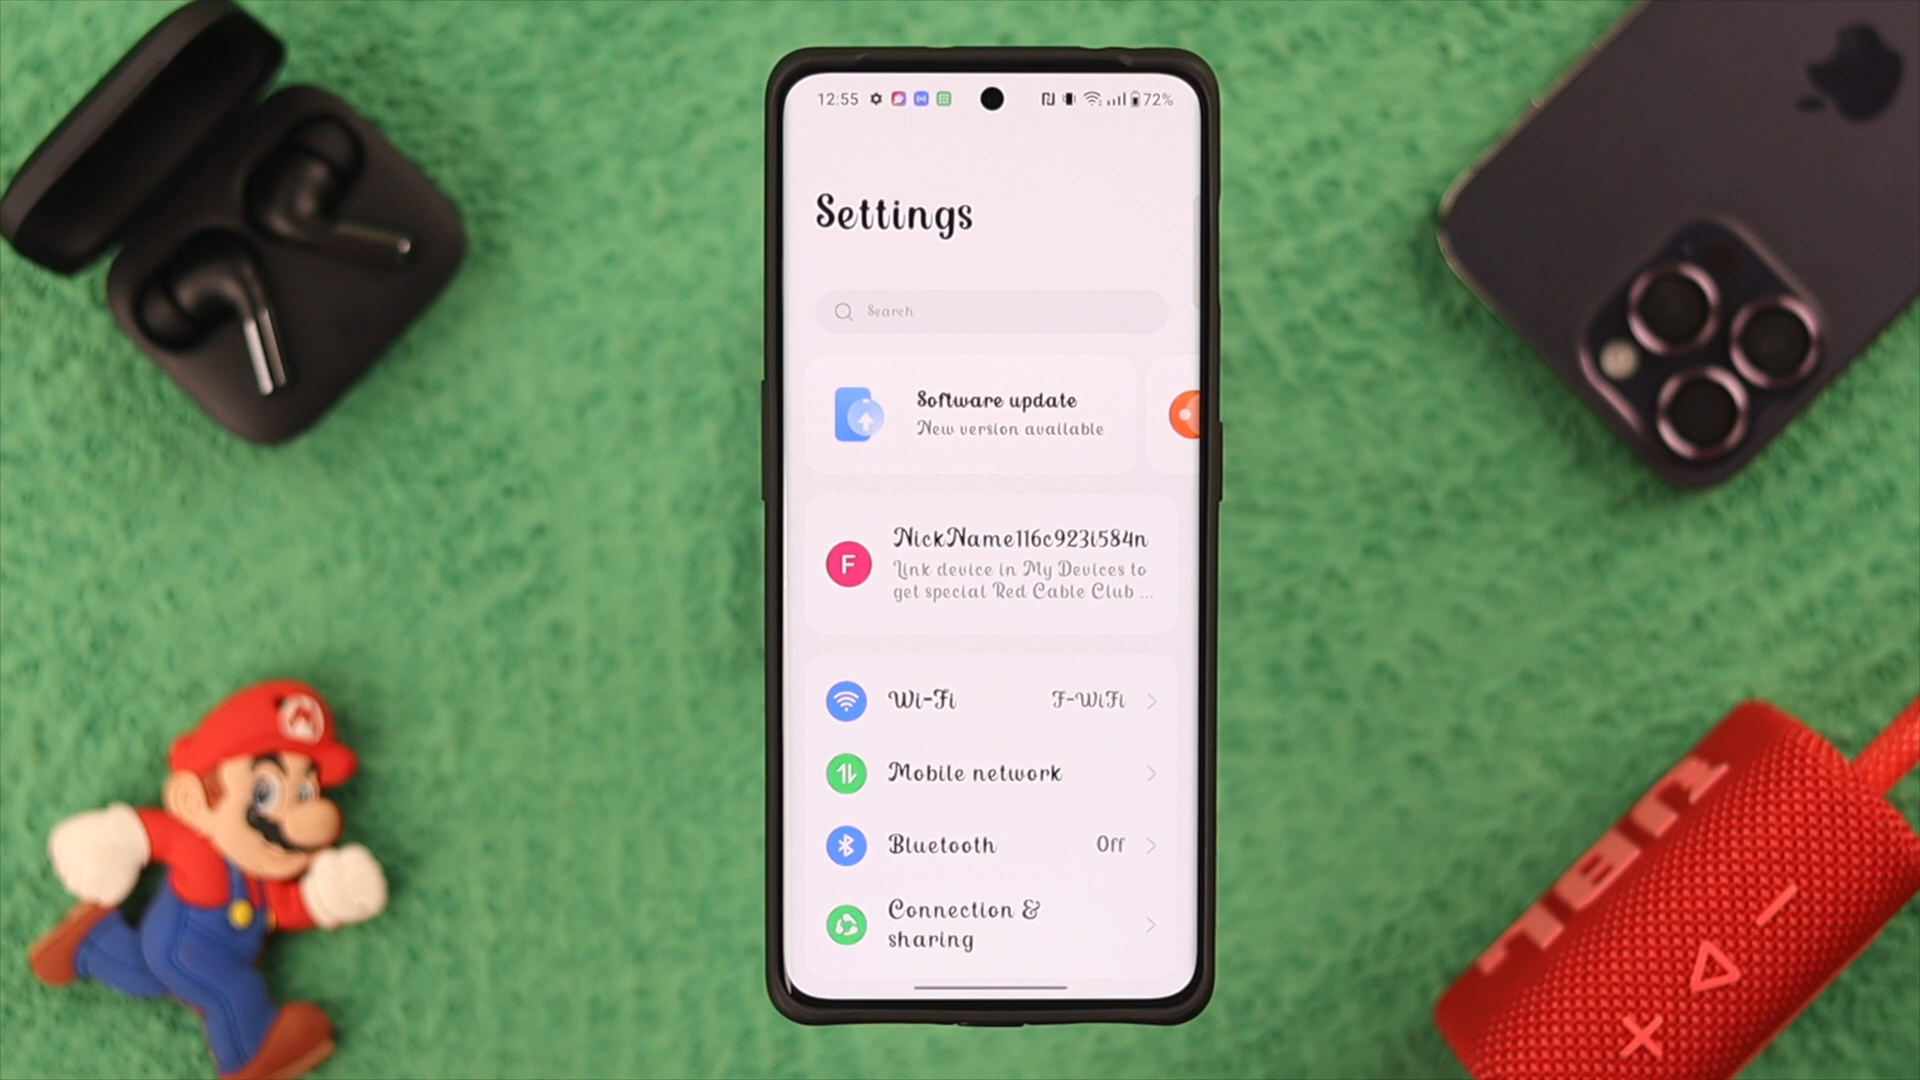 12:55
72%
Settings
Search
Software update
New version available
F
NickName116c923i584n
Link device in My Devices to
get special Red Cable Club ...
Wi-Fi
F-WiFi
Mobile network
Bluetooth
Off
Connection &
sharing
M
JBL